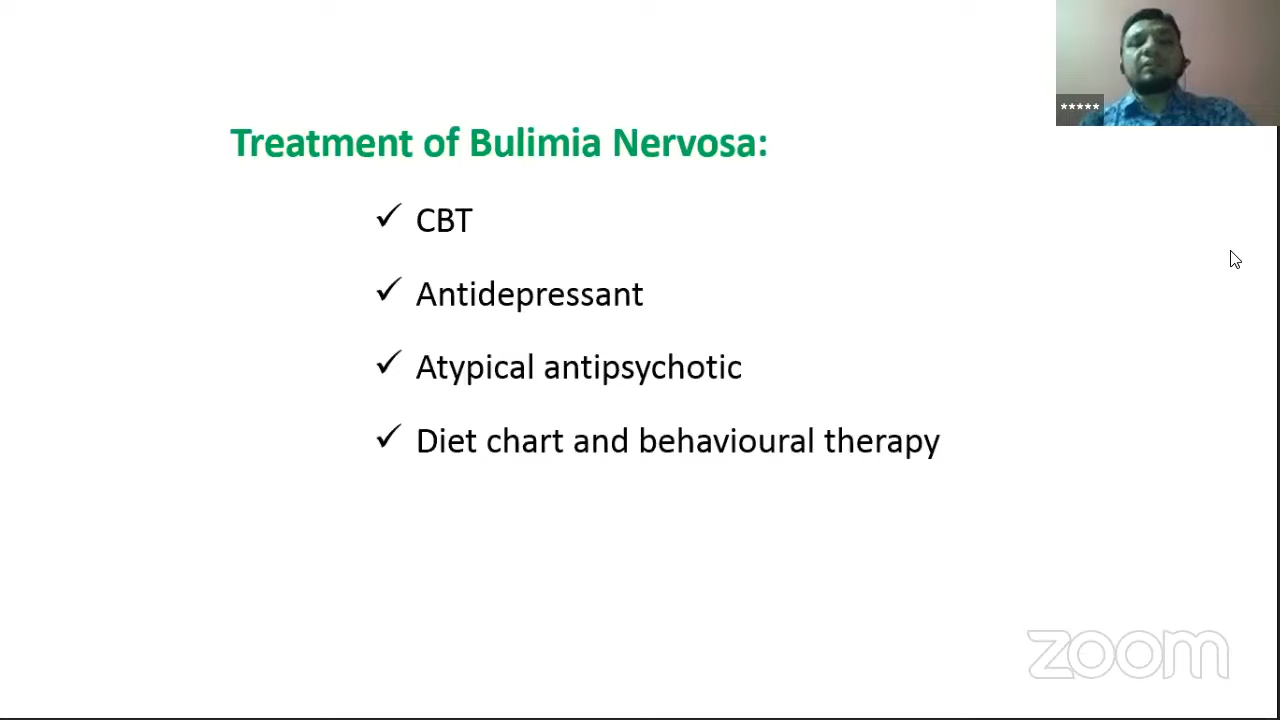 *****
Treatment of Bulimia Nervosa:
✓ CBT
✓ Antidepressant
✓ Atypical antipsychotic
✓ Diet chart and behavioural therapy
zoom